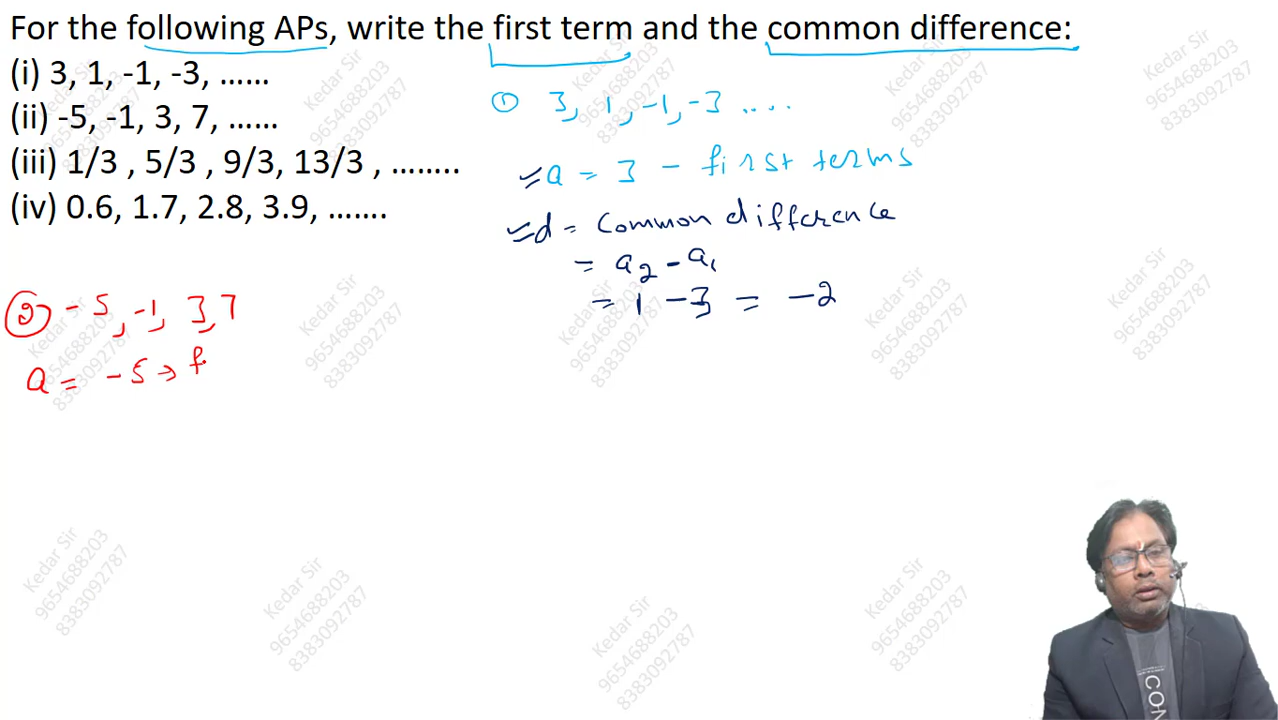 For the following APs, write the first term and the common difference:
(i) 3, 1, -1, -3, ......
(ii) -5, -1, 3, 7, ......
(iii) 1/3 , 5/3 , 9/3, 13/3 , ........
(iv) 0.6, 1.7, 2.8, 3.9, .......
① 3, 1, -1, -3 .....
a = 3 - first terms
d = Common difference
= a₂ - a₁
= 1 - 3 = -2
② -5, -1, 3, 7
a = -5 → f
Kedar Sir
9654688203
8383092787
CON